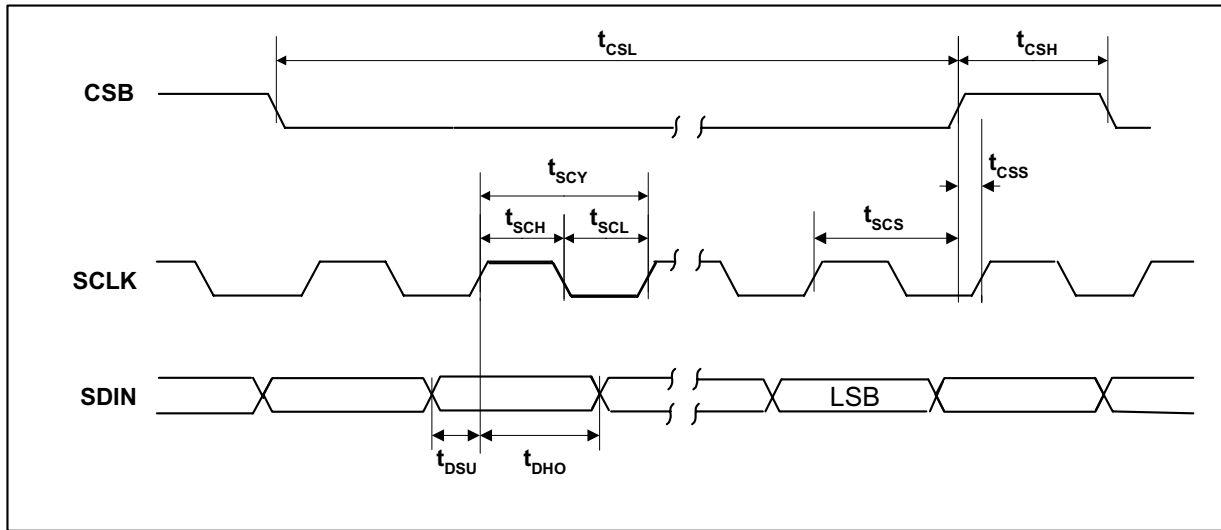 tCSL
tCSH
CSB
tCSS
tSCY
tSCH
tSCL
tSCS
SCLK
SDIN
LSB
tDSU
tDHO